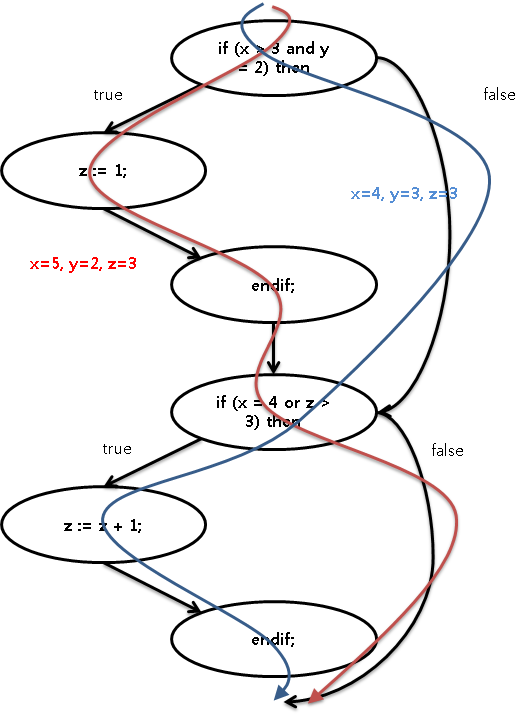 if (x > 3 and y
= 2) then
true
false
z := 1;
x=4, y=3, z=3
x=5, y=2, z=3
endif;
if (x = 4 or z >
3) then
true
false
z := z + 1;
endif;